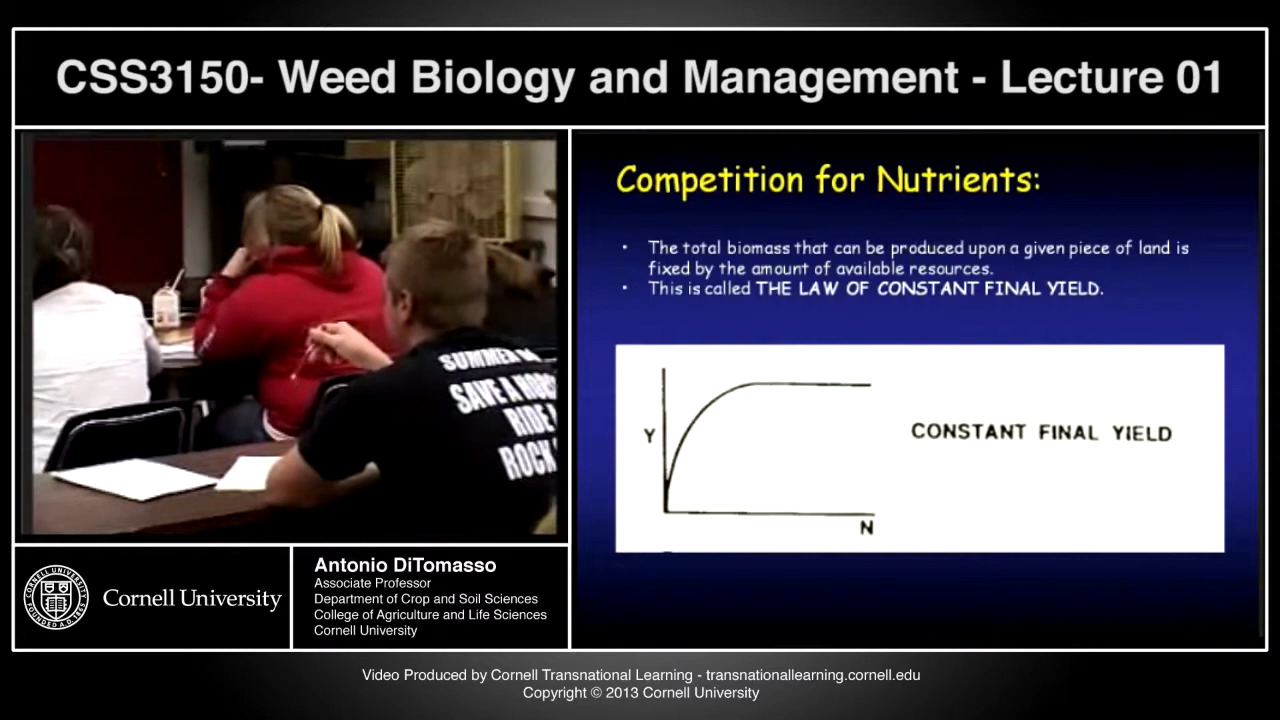 CSS3150- Weed Biology and Management - Lecture 01
SUMMER
SAVE A
RIDE
ROCK
Competition for Nutrients:
• The total biomass that can be produced upon a given piece of land is
fixed by the amount of available resources.
• This is called THE LAW OF CONSTANT FINAL YIELD.
Y
CONSTANT FINAL YIELD
N
Cornell University
Antonio DiTomasso
Associate Professor
Department of Crop and Soil Sciences
College of Agriculture and Life Sciences
Cornell University
Video Produced by Cornell Transnational Learning - transnationallearning.cornell.edu
Copyright © 2013 Cornell University